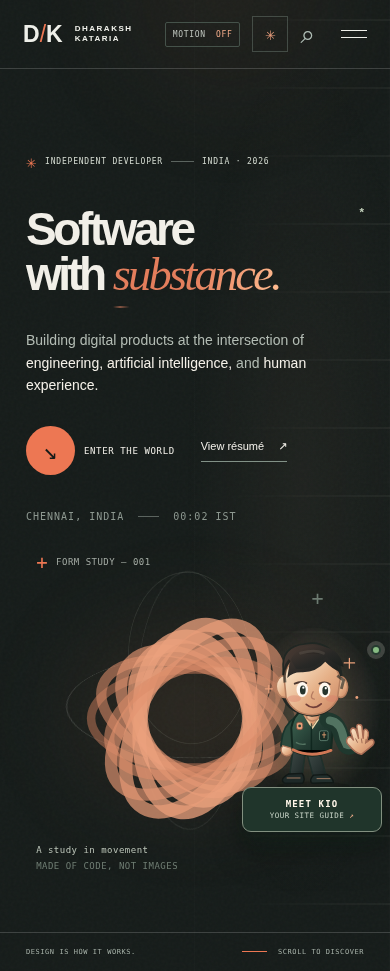 D/K
DHARAKSH
KATARIA
MOTION OFF
INDEPENDENT DEVELOPER — INDIA · 2026
Software
with substance.
Building digital products at the intersection of
engineering, artificial intelligence, and human
experience.
ENTER THE WORLD
View résumé ↗
CHENNAI, INDIA — 00:02 IST
FORM STUDY — 001
MEET KIO
YOUR SITE GUIDE ↗
A study in movement
MADE OF CODE, NOT IMAGES
DESIGN IS HOW IT WORKS.
SCROLL TO DISCOVER